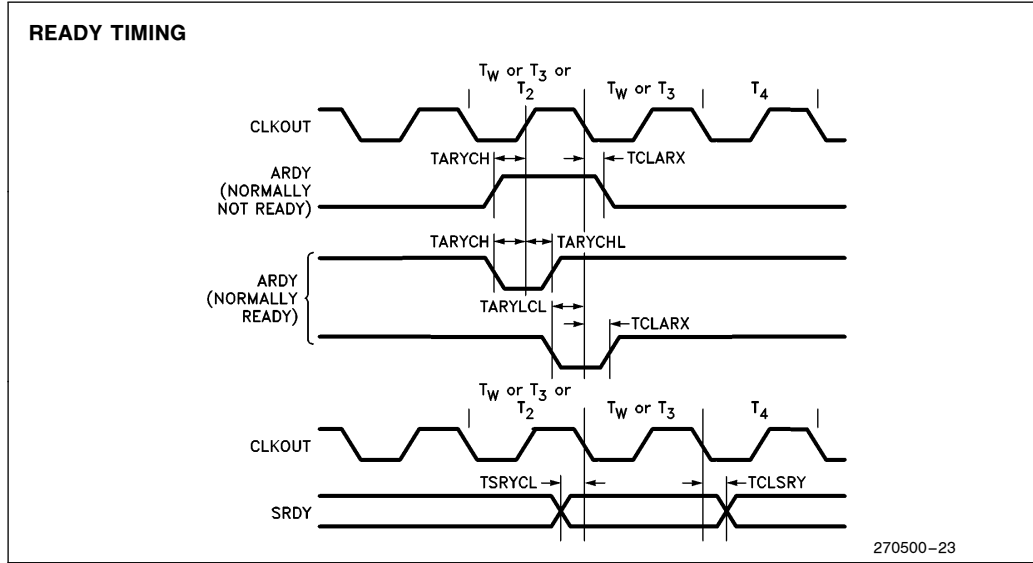 READY TIMING
TW or T3 or
T2
TW or T3
T4
CLKOUT
TARYCH
TCLARX
ARDY
(NORMALLY
NOT READY)
TARYCH
TARYCHL
ARDY
(NORMALLY
READY)
TARYLCL
TCLARX
TW or T3 or
T2
TW or T3
T4
CLKOUT
TSRYCL
TCLSRY
SRDY
270500–23